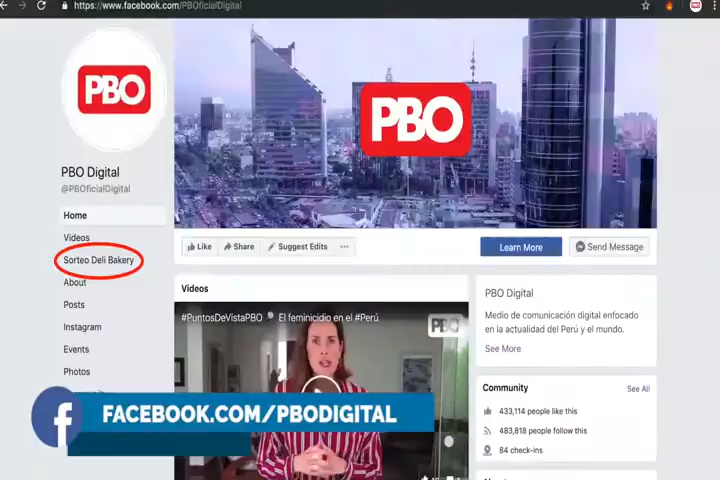 https://www.facebook.com/PBOficialDigital
PBO
PBO
PBO Digital
@PBOficialDigital
Home
Videos
Sorteo Deli Bakery
About
Posts
Instagram
Events
Photos
Like
Share
Suggest Edits
Learn More
Send Message
Videos
#PuntosDeVistaPBO
El feminicidio en el #Perú
PBO
PBO Digital
Medio de comunicación digital enfocado
en la actualidad del Perú y el mundo.
See More
Community
See All
433,114 people like this
483,818 people follow this
84 check-ins
FACEBOOK.COM/PBODIGITAL